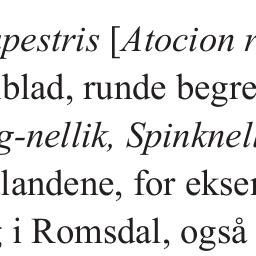 pestris [Atocion r
blad, runde begre
g-nellik, Spinknell
landene, for ekser
i Romsdal, også